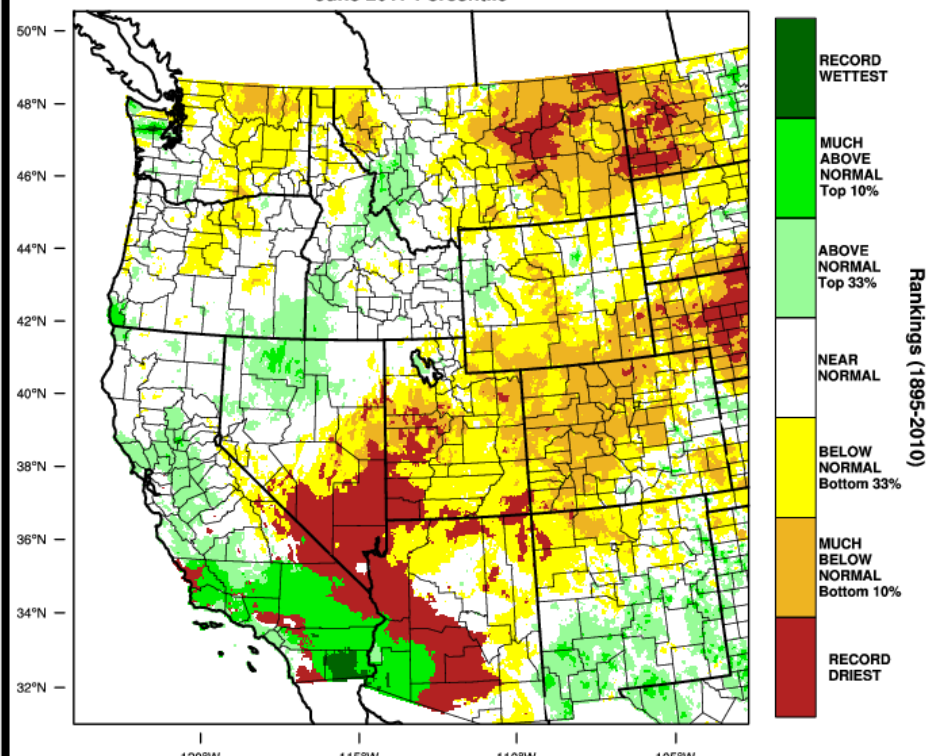 50°N
48°N
46°N
44°N
42°N
40°N
38°N
36°N
34°N
32°N
RECORD
WETTEST
MUCH
ABOVE
NORMAL
Top 10%
ABOVE
NORMAL
Top 33%
NEAR
NORMAL
BELOW
NORMAL
Bottom 33%
MUCH
BELOW
NORMAL
Bottom 10%
RECORD
DRIEST
Rankings (1895-2010)